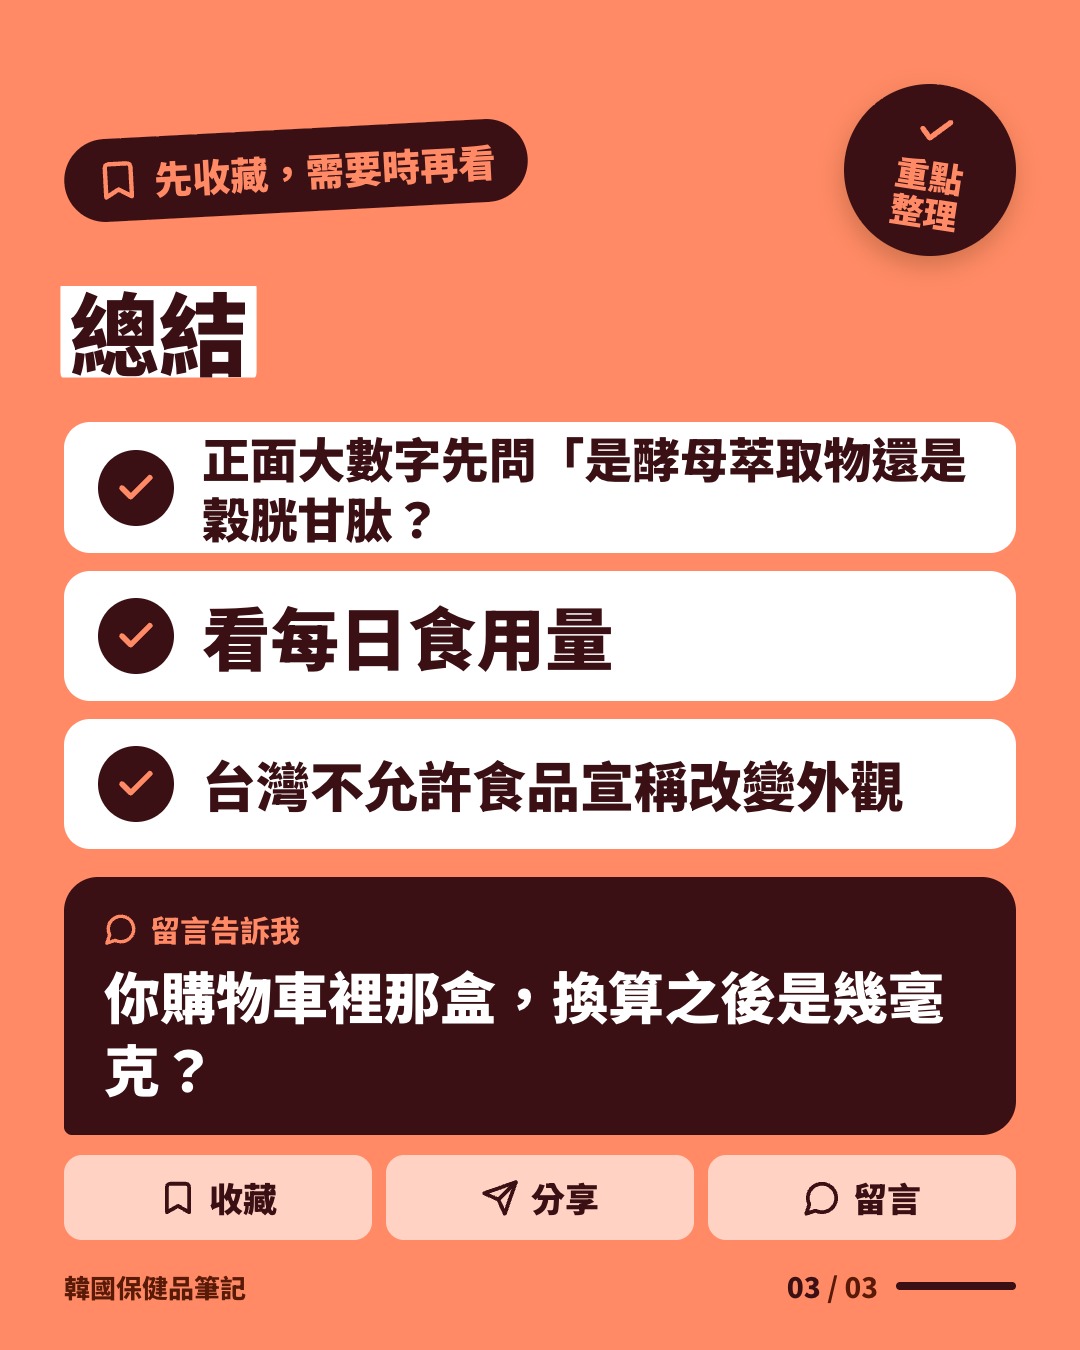 先收藏，需要時再看
重點
整理
總結
正面大數字先問「是酵母萃取物還是
穀胱甘肽？
看每日食用量
台灣不允許食品宣稱改變外觀
留言告訴我
你購物車裡那盒，換算之後是幾毫
克？
收藏
分享
留言
韓國保健品筆記
03 / 03